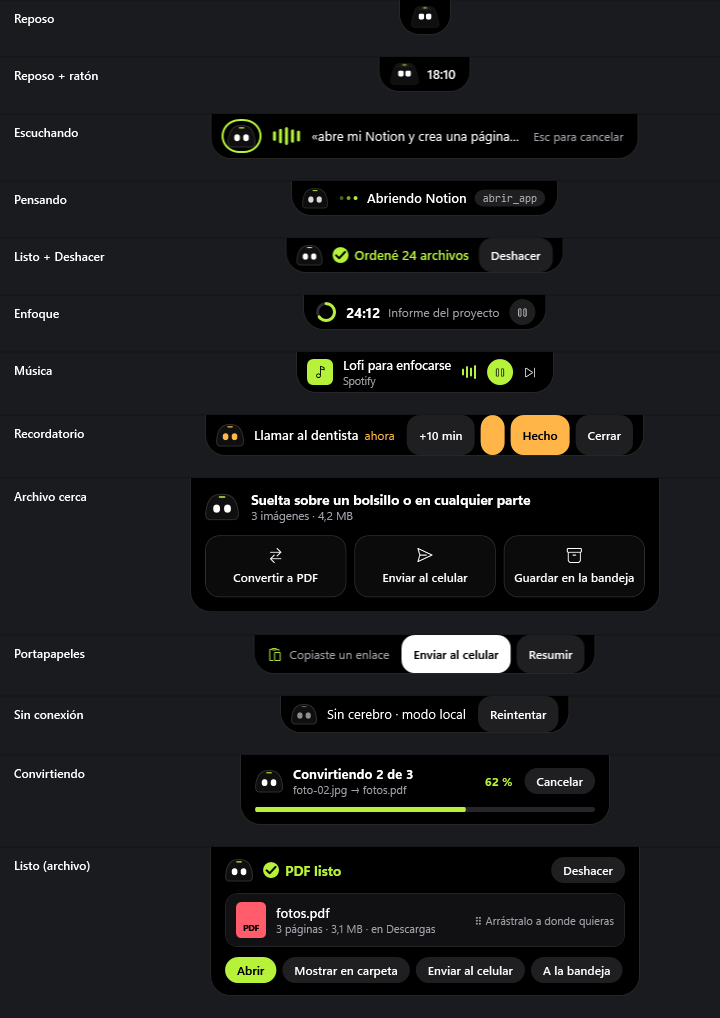 Reposo
Reposo + ratón
18:10
Escuchando
«abre mi Notion y crea una página...
Esc para cancelar
Pensando
Abriendo Notion
abrir_app
Listo + Deshacer
Ordené 24 archivos
Deshacer
Enfoque
24:12
Informe del proyecto
Música
Lofi para enfocarse
Spotify
Recordatorio
Llamar al dentista ahora
+10 min
Hecho
Cerrar
Archivo cerca
Suelta sobre un bolsillo o en cualquier parte
3 imágenes · 4,2 MB
Convertir a PDF
Enviar al celular
Guardar en la bandeja
Portapapeles
Copiaste un enlace
Enviar al celular
Resumir
Sin conexión
Sin cerebro · modo local
Reintentar
Convirtiendo
Convirtiendo 2 de 3
foto-02.jpg → fotos.pdf
62 %
Cancelar
Listo (archivo)
PDF listo
Deshacer
PDF
fotos.pdf
3 páginas · 3,1 MB · en Descargas
Arrástralo a donde quieras
Abrir
Mostrar en carpeta
Enviar al celular
A la bandeja